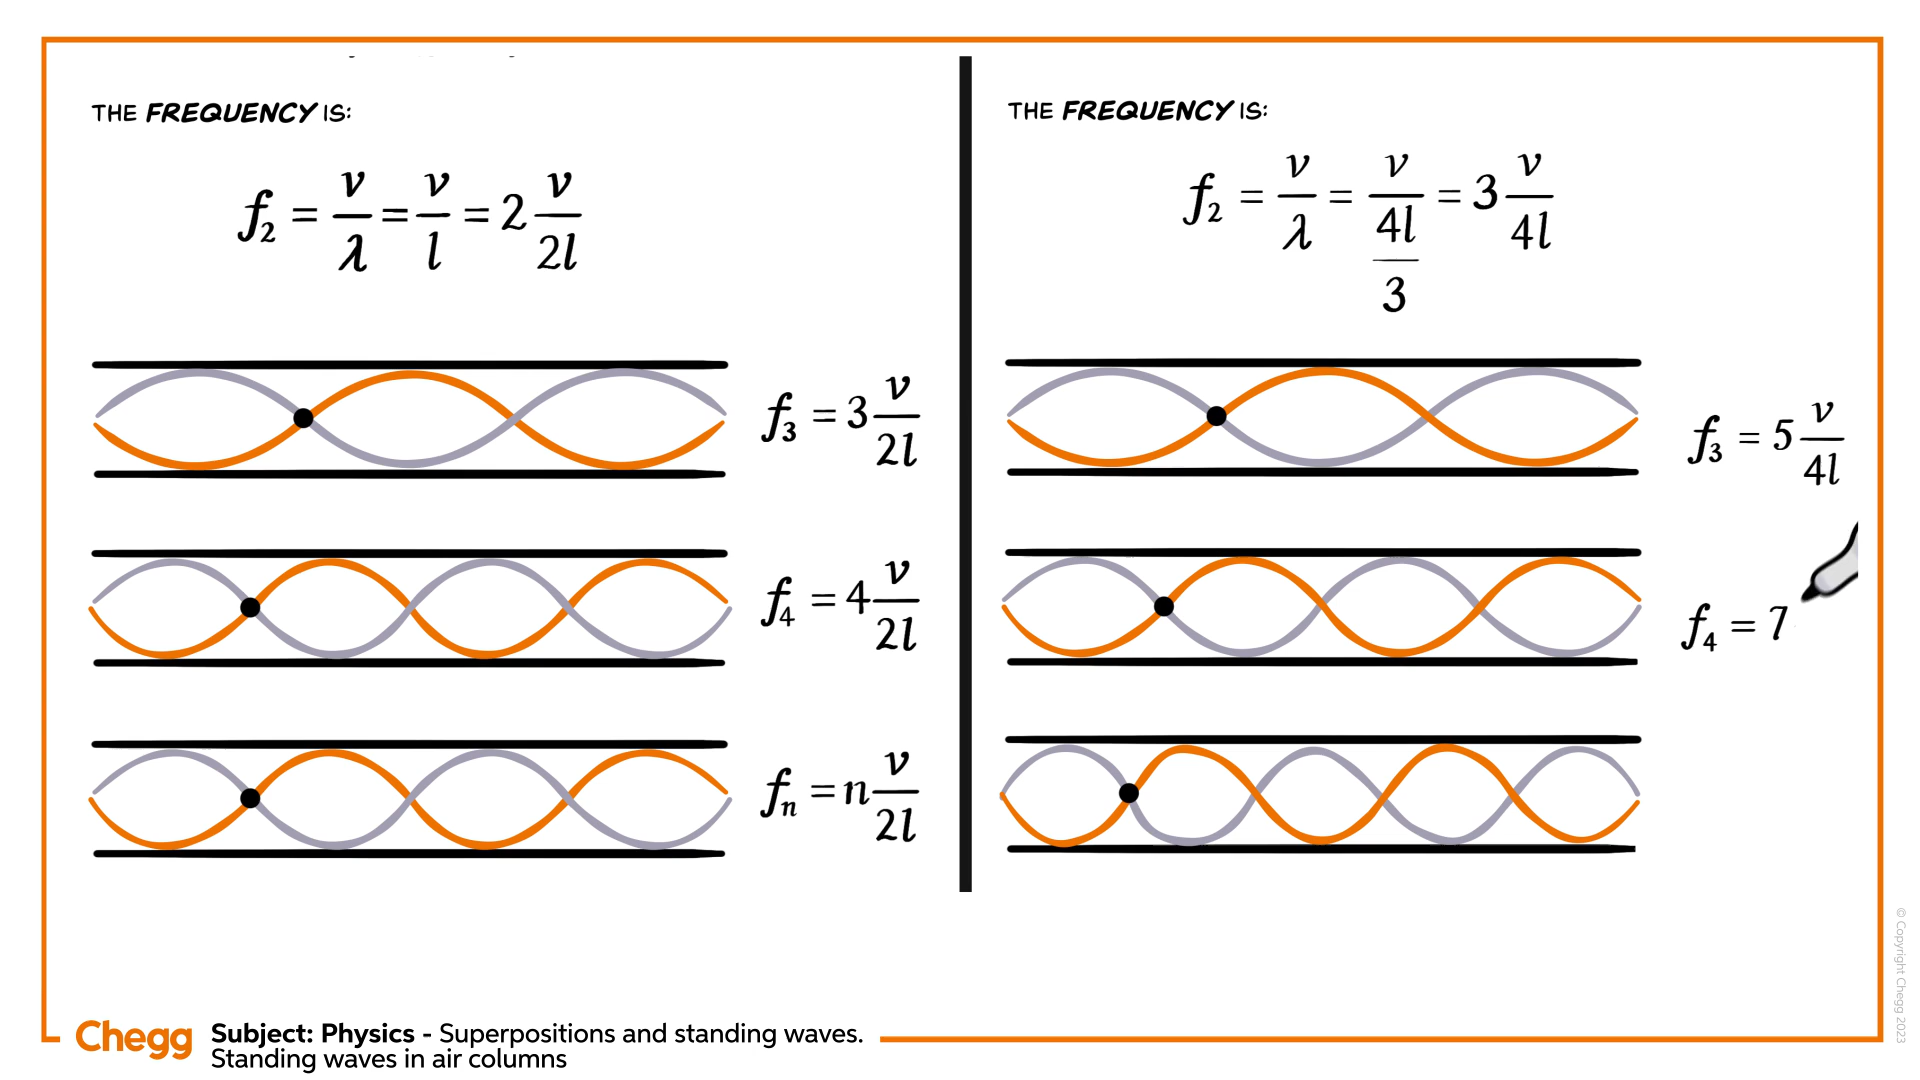 THE FREQUENCY IS:
f₂ = v/λ = v/l = 2 v/2l
f₃ = 3 v/2l
f₄ = 4 v/2l
fₙ = n v/2l
THE FREQUENCY IS:
f₂ = v/λ = v/(4l/3) = 3 v/4l
f₃ = 5 v/4l
f₄ = 7
Chegg
Subject: Physics - Superpositions and standing waves.
Standing waves in air columns
© Copyright Chegg 2023